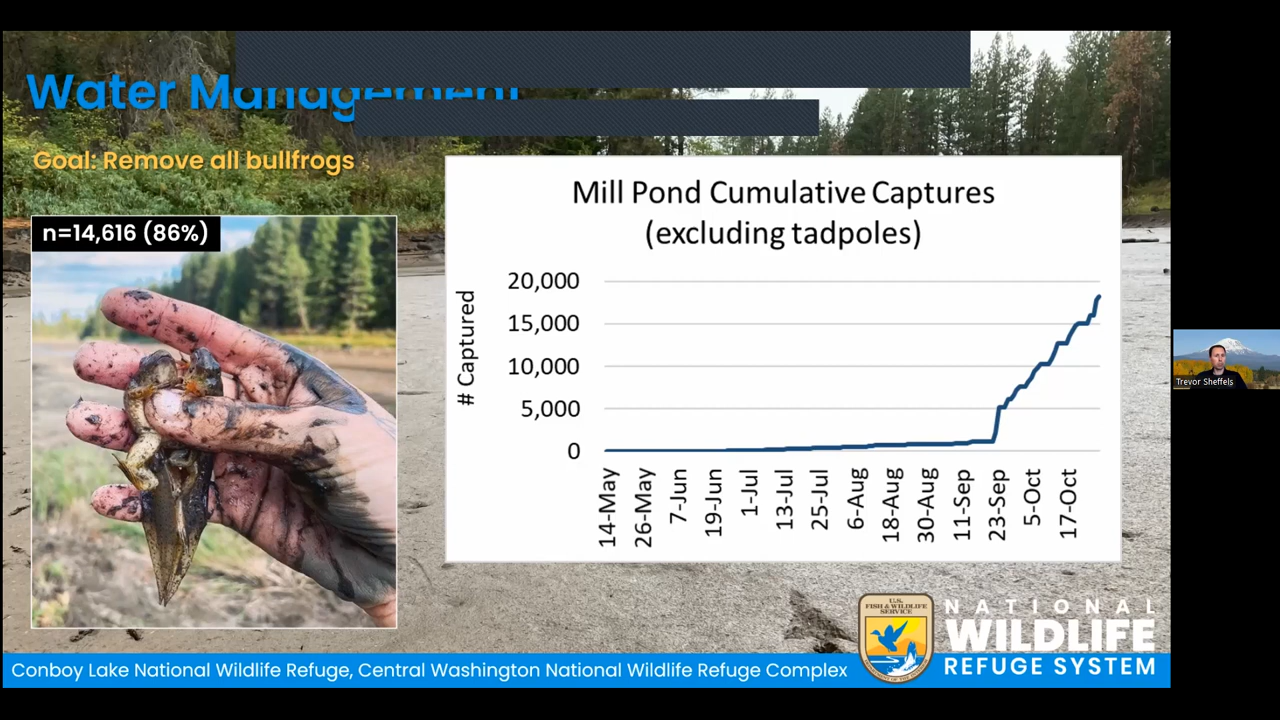 Water Management
Goal: Remove all bullfrogs
n=14,616 (86%)
Mill Pond Cumulative Captures
(excluding tadpoles)
# Captured
20,000
15,000
10,000
5,000
0
14-May
26-May
7-Jun
19-Jun
1-Jul
13-Jul
25-Jul
6-Aug
18-Aug
30-Aug
11-Sep
23-Sep
5-Oct
17-Oct
Trevor Sheffels
U.S.
FISH & WILDLIFE
SERVICE
NATIONAL
WILDLIFE
REFUGE SYSTEM
Conboy Lake National Wildlife Refuge, Central Washington National Wildlife Refuge Complex